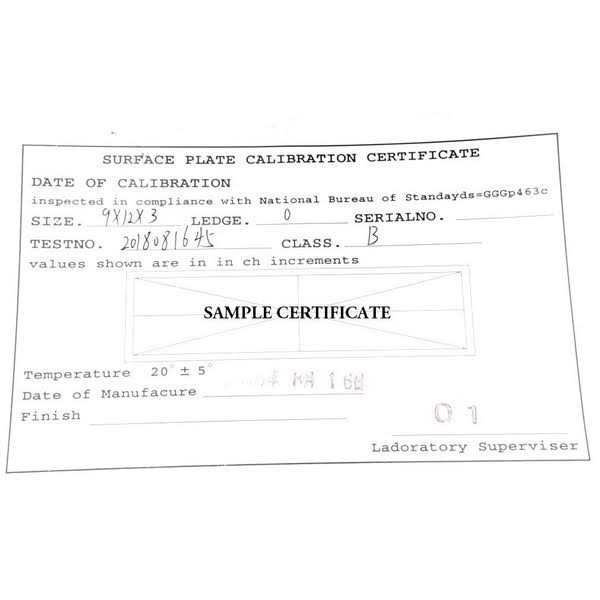 SURFACE PLATE CALIBRATION CERTIFICATE
DATE OF CALIBRATION
inspected in compliance with National Bureau of Standayds=GGGp463c
SIZE. 9X12X3 LEDGE. 0 SERIALNO.
TESTNO. 2018081645 CLASS. B
values shown are in in ch increments
SAMPLE CERTIFICATE
Temperature 20° ± 5°
Date of Manufacure
Finish
01
Ladoratory Superviser